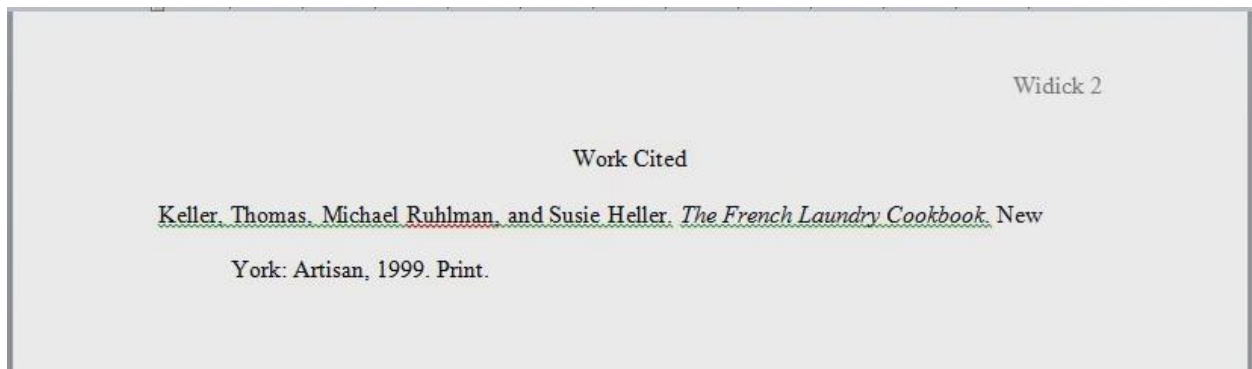 Widick 2
Work Cited
Keller, Thomas, Michael Ruhlman, and Susie Heller. The French Laundry Cookbook. New
York: Artisan, 1999. Print.